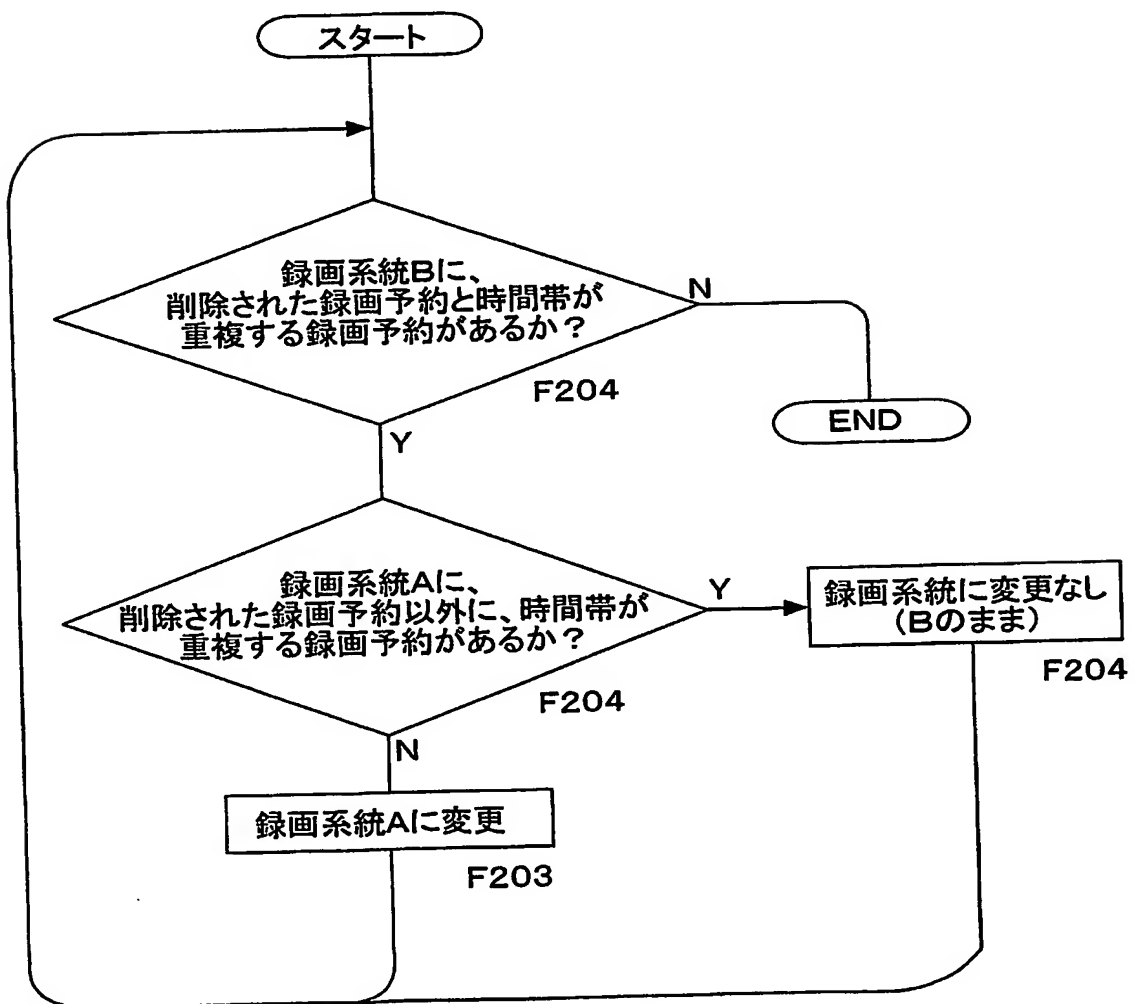 スタート
録画系統Bに、
削除された録画予約と時間帯が
重複する録画予約があるか？
N
F204
END
Y
録画系統Aに、
削除された録画予約以外に、時間帯が
重複する録画予約があるか？
Y
録画系統に変更なし
(Bのまま)
F204
F204
N
録画系統Aに変更
F203